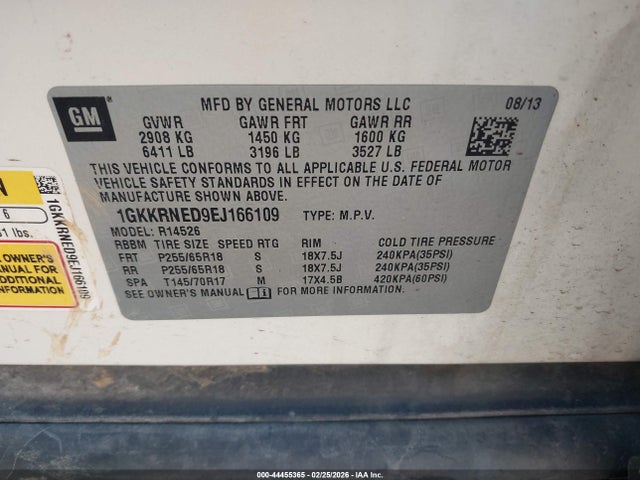 GM
MFD BY GENERAL MOTORS LLC 08/13
GVWR GAWR FRT GAWR RR
2908 KG 1450 KG 1600 KG
6411 LB 3196 LB 3527 LB
THIS VEHICLE CONFORMS TO ALL APPLICABLE U.S. FEDERAL MOTOR
VEHICLE SAFETY STANDARDS IN EFFECT ON THE DATE OF
MANUFACTURE SHOWN ABOVE.
1GKKRNED9EJ166109 TYPE: M.P.V.
MODEL: R14526
RBBM TIRE SIZE SPEED RTG RIM COLD TIRE PRESSURE
FRT P255/65R18 S 18X7.5J 240KPA(35PSI)
RR P255/65R18 S 18X7.5J 240KPA(35PSI)
SPA T145/70R17 M 17X4.5B 420KPA(60PSI)
SEE OWNER'S MANUAL FOR MORE INFORMATION.
N
6
lbs.
OWNER'S
MANUAL FOR
ADDITIONAL
INFORMATION
1GKKRNED9EJ166109
000-44455365 - 02/25/2026 - IAA Inc.